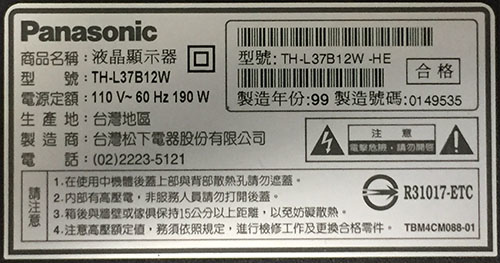 Panasonic
商品名稱：液晶顯示器
型號：TH-L37B12W
電源定額：110 V~ 60 Hz 190 W
生產地：台灣地區
製造商：台灣松下電器股份有限公司
電話：(02)2223-5121
型號：TH-L37B12W -HE
合格
製造年份:99 製造號碼:0149535
注意
電擊危險，請勿開啓
請注意
1.在使用中機體後蓋上部與背部散熱孔請勿遮蓋。
2.內部有高壓電，非服務人員請勿打開後蓋。
3.箱後與牆壁或傢俱保持15公分以上距離，以免妨礙散熱。
4.注意高壓額定值，務須依照規定，進行檢修工作及更換合格零件。
R31017-ETC
TBM4CM088-01